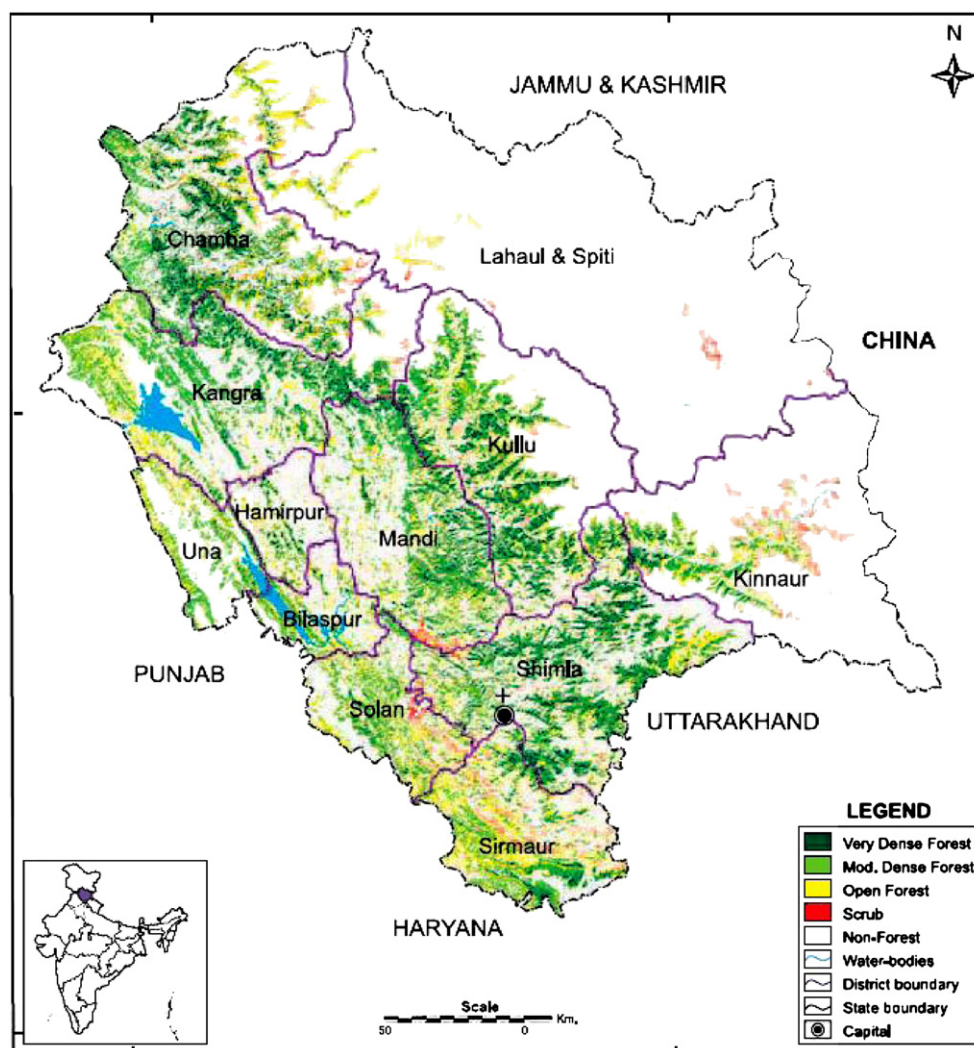 N
JAMMU & KASHMIR
Chamba
Lahaul & Spiti
CHINA
Kangra
Kullu
Hamirpur
Mandi
Una
Kinnaur
Bilaspur
PUNJAB
Shimla
Solan
UTTARAKHAND
LEGEND
Very Dense Forest
Mod. Dense Forest
Sirmaur
Open Forest
Scrub
HARYANA
Non-Forest
Water-bodies
District boundary
Scale
State boundary
50 0 Km.
Capital